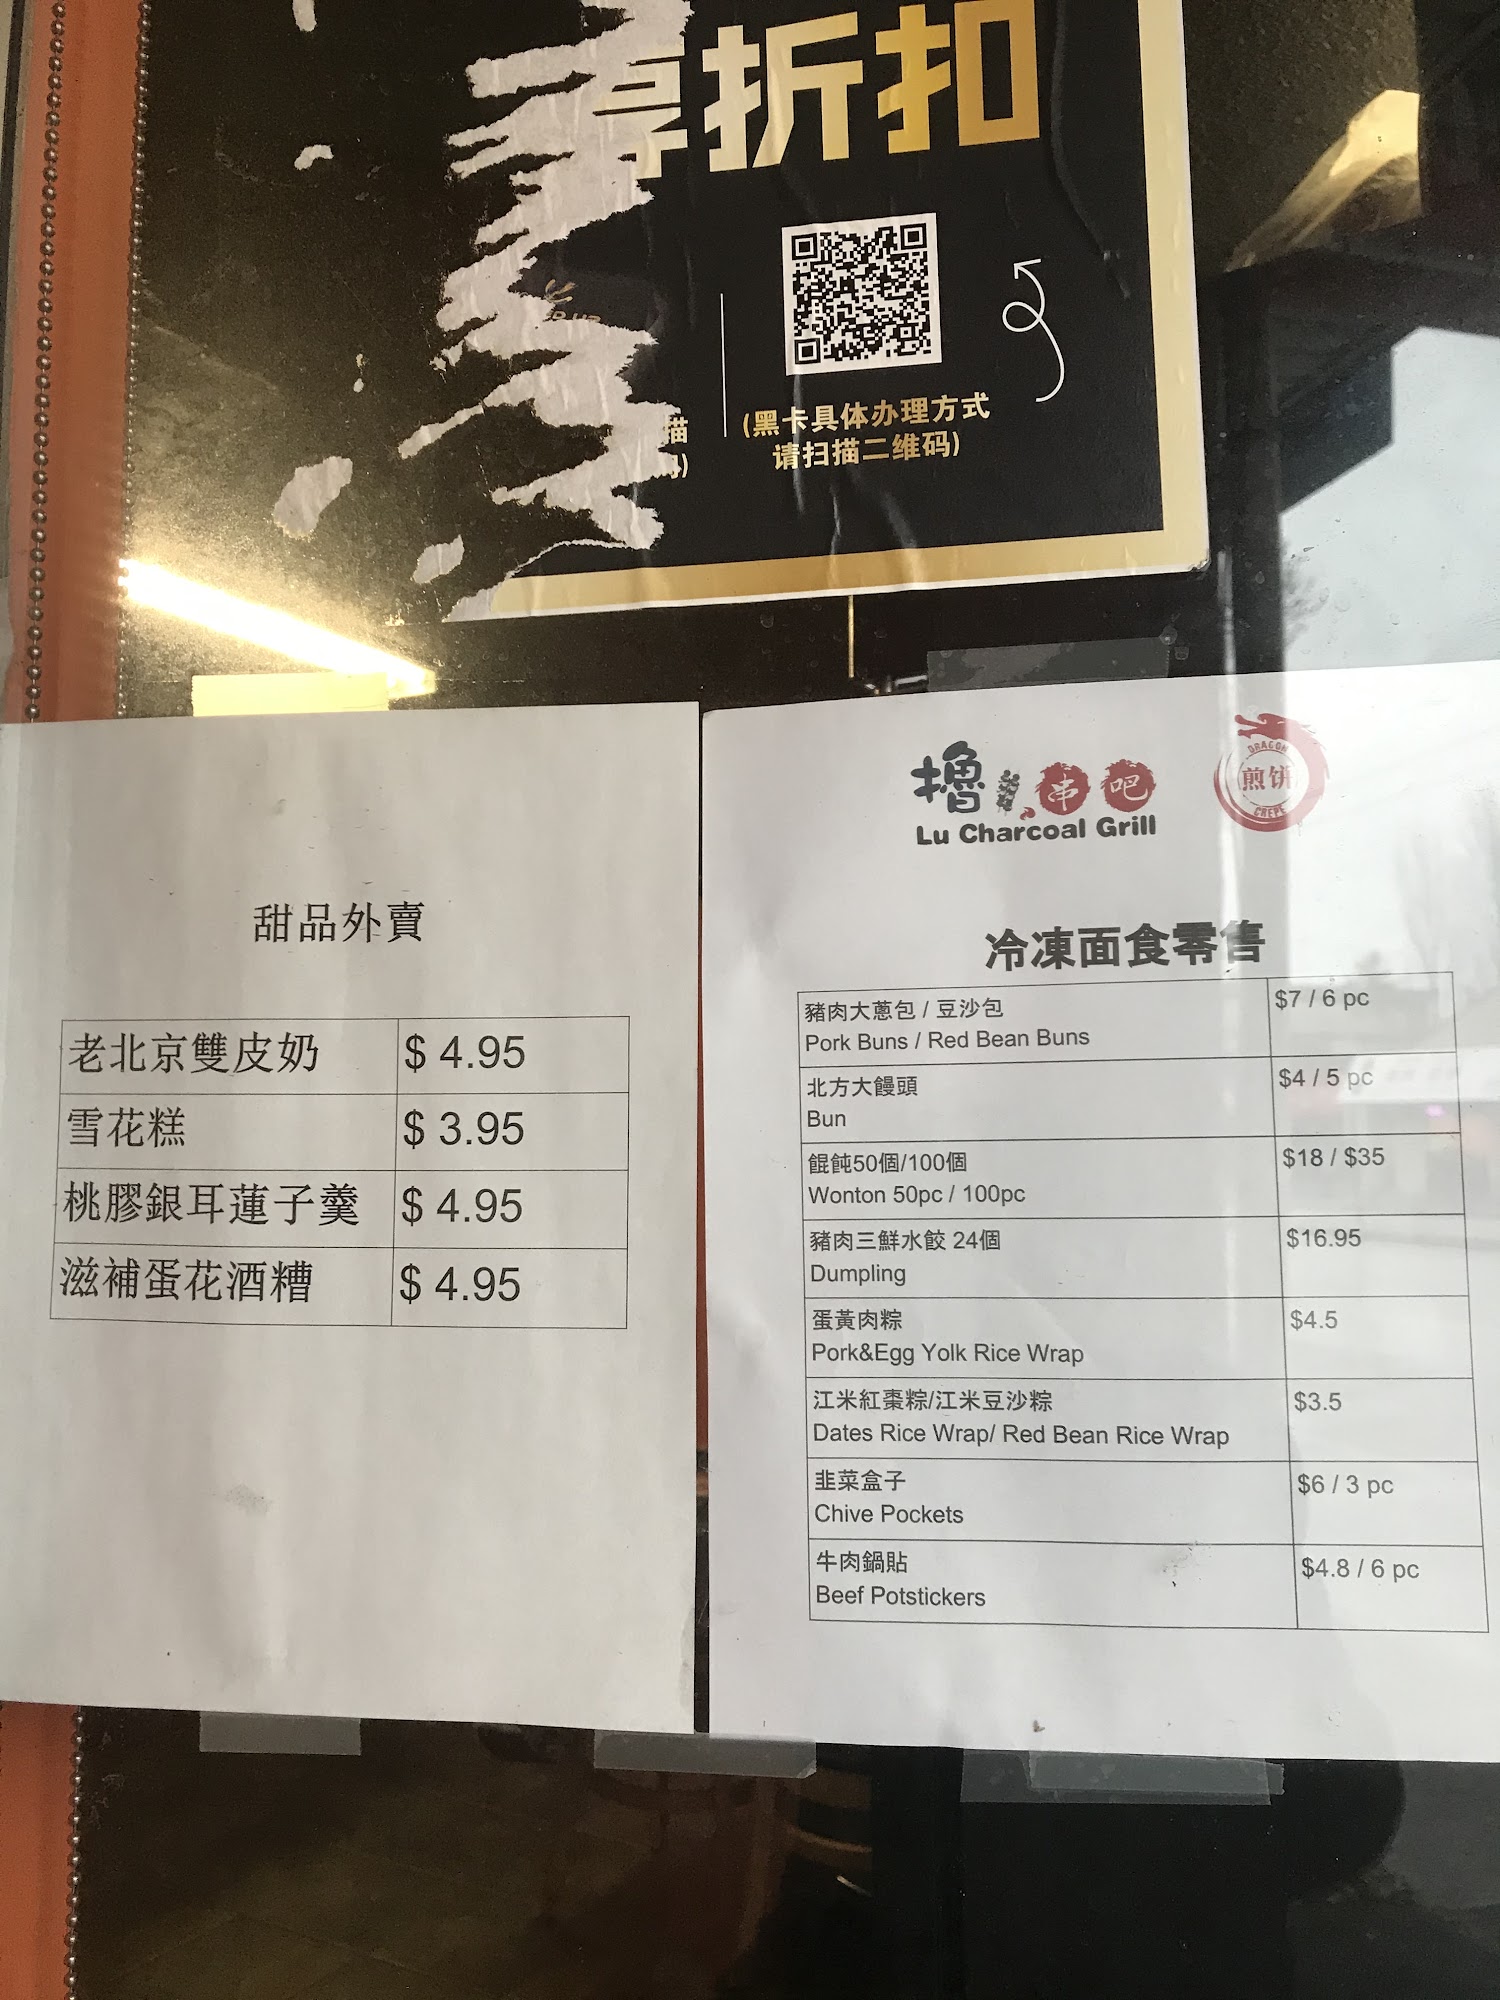 享折扣
描
(黑卡具体办理方式
请扫描二维码)
甜品外賣
老北京雙皮奶 $ 4.95
雪花糕 $ 3.95
桃膠銀耳蓮子羹 $ 4.95
滋補蛋花酒糟 $ 4.95
擼串吧
Lu Charcoal Grill
DRAGON
煎饼
CREPE
冷凍面食零售
豬肉大蔥包 / 豆沙包 $7 / 6 pc
Pork Buns / Red Bean Buns
北方大饅頭 $4 / 5 pc
Bun
餛飩50個/100個 $18 / $35
Wonton 50pc / 100pc
豬肉三鮮水餃 24個 $16.95
Dumpling
蛋黃肉粽 $4.5
Pork&Egg Yolk Rice Wrap
江米紅棗粽/江米豆沙粽 $3.5
Dates Rice Wrap/ Red Bean Rice Wrap
韭菜盒子 $6 / 3 pc
Chive Pockets
牛肉鍋貼 $4.8 / 6 pc
Beef Potstickers